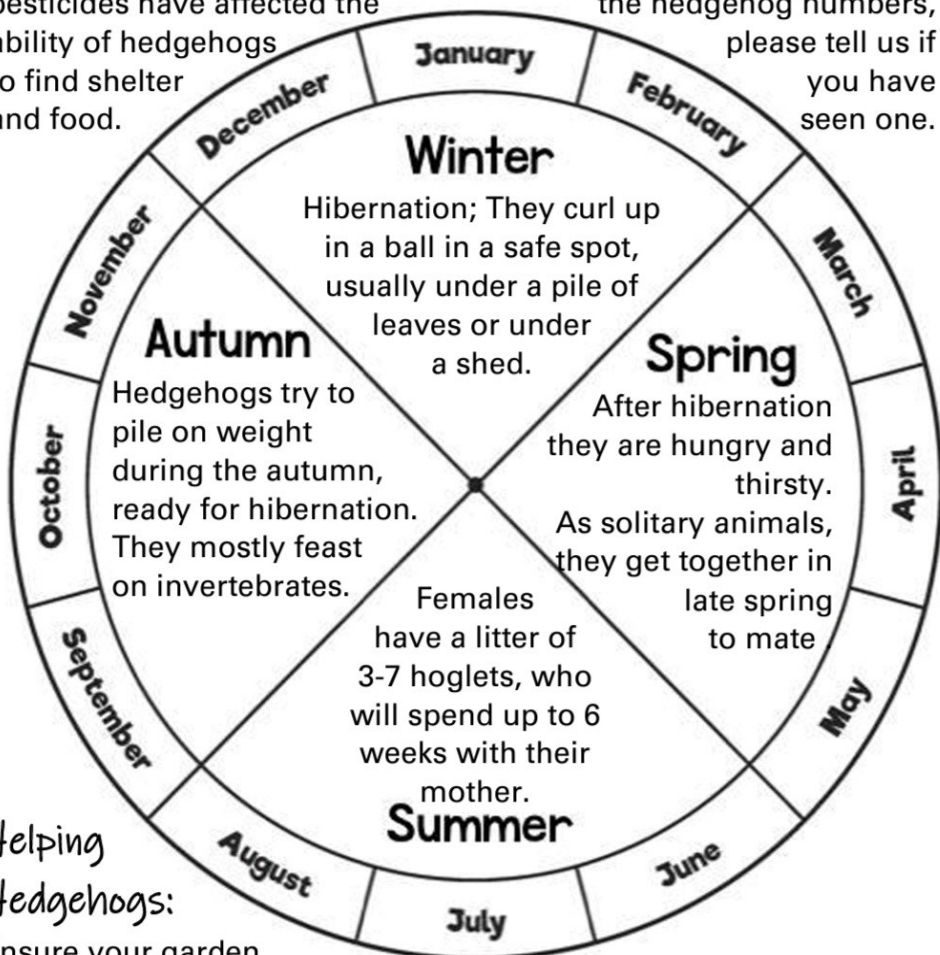 pesticides have affected the
ability of hedgehogs
to find shelter
and food.
the hedgehog numbers,
please tell us if
you have
seen one.
January
February
March
April
May
June
July
August
September
October
November
December
Winter
Hibernation; They curl up
in a ball in a safe spot,
usually under a pile of
leaves or under
a shed.
Spring
After hibernation
they are hungry and
thirsty.
As solitary animals,
they get together in
late spring
to mate
Females
have a litter of
3-7 hoglets, who
will spend up to 6
weeks with their
mother.
Summer
Autumn
Hedgehogs try to
pile on weight
during the autumn,
ready for hibernation.
They mostly feast
on invertebrates.
Helping
Hedgehogs:
nsure your garden